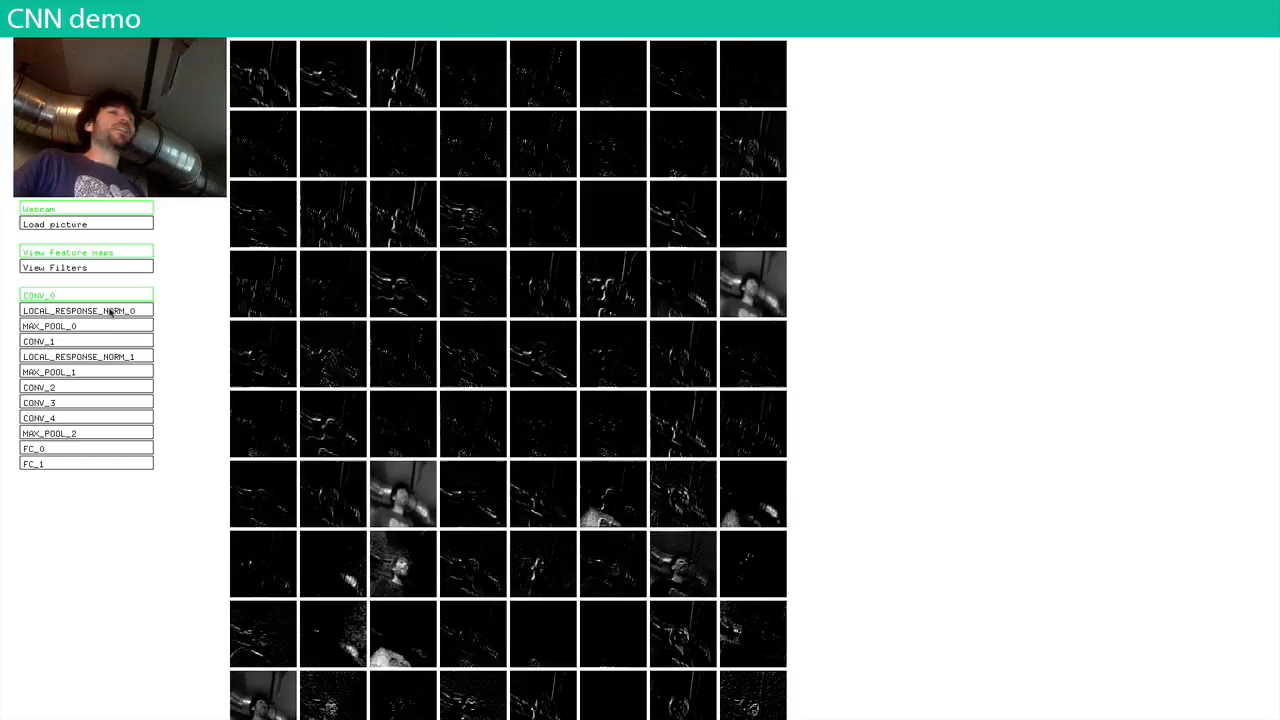 CNN demo
Webcam
Load picture
View Feature maps
View Filters
CONV_0
LOCAL_RESPONSE_NORM_0
MAX_POOL_0
CONV_1
LOCAL_RESPONSE_NORM_1
MAX_POOL_1
CONV_2
CONV_3
CONV_4
MAX_POOL_2
FC_0
FC_1